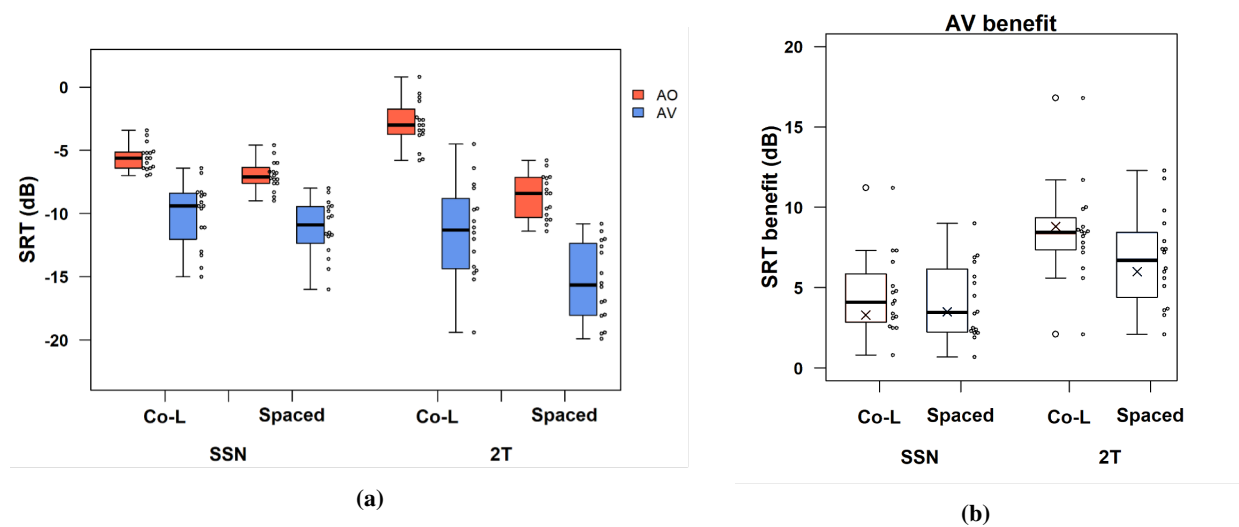 AV benefit
0
-5
-10
-15
-20
SRT (dB)
AO
AV
Co-L Spaced Co-L Spaced
SSN 2T
(a)
20
15
10
5
0
SRT benefit (dB)
Co-L Spaced Co-L Spaced
SSN 2T
(b)